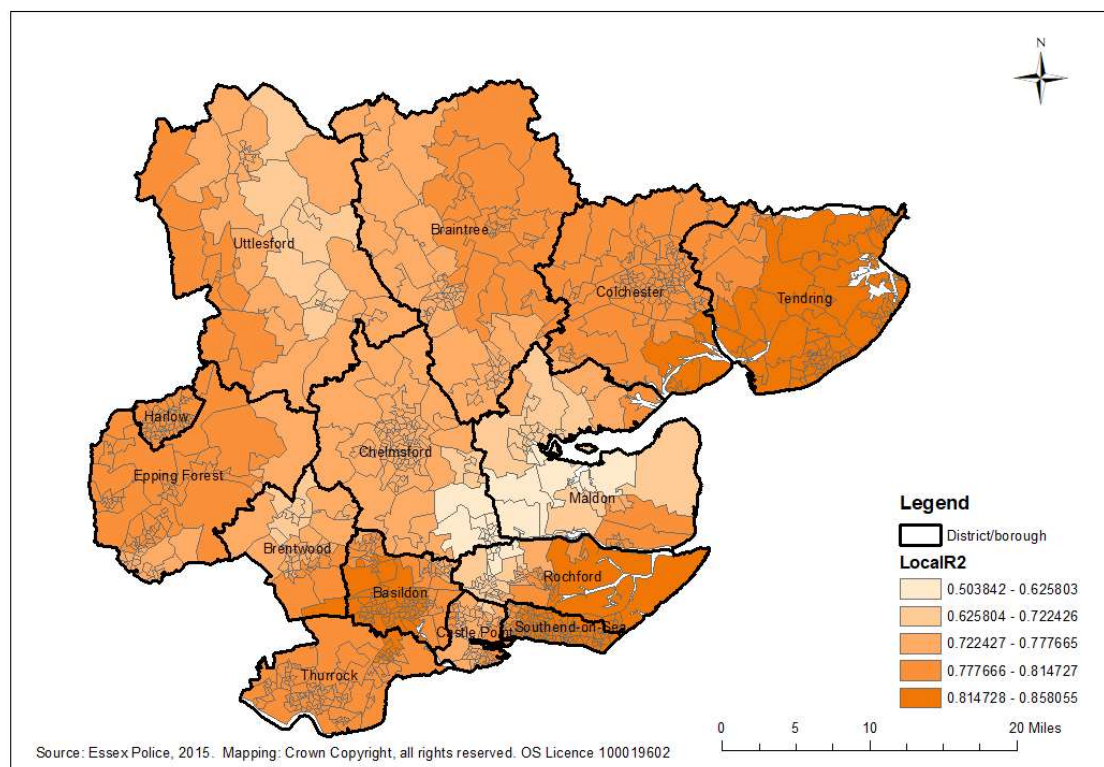 N
Uttlesford
Braintree
Colchester
Tendring
Harlow
Epping Forest
Chelmsford
Maldon
Brentwood
Basildon
Rochford
Castle Point
Southend-on-Sea
Thurrock
Legend
District/borough
LocalR2
0.503842 - 0.625803
0.625804 - 0.722426
0.722427 - 0.777665
0.777666 - 0.814727
0.814728 - 0.858055
0 5 10 20 Miles
Source: Essex Police, 2015. Mapping: Crown Copyright, all rights reserved. OS Licence 100019602